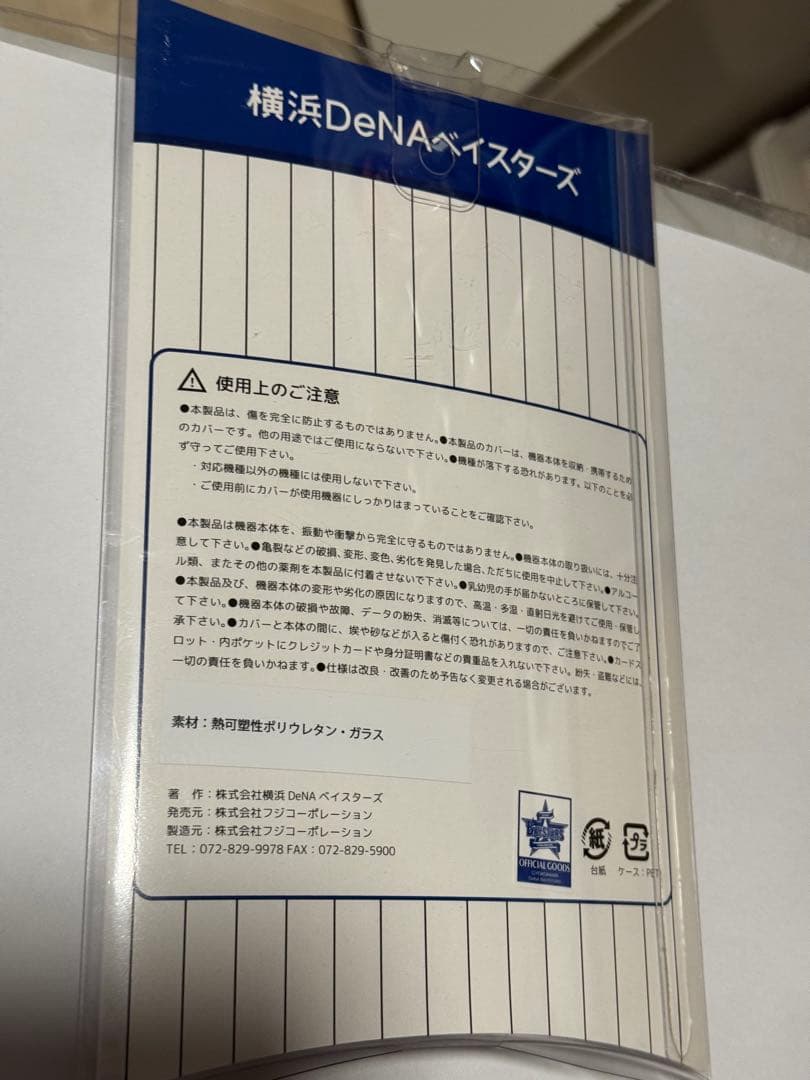 横浜DeNAベイスターズ
使用上のご注意
●本製品は、傷を完全に防止するものではありません。●本製品のカバーは、機器本体を収納・携帯するため
のカバーです。他の用途ではご使用にならないで下さい。●機種が落下する恐れがあります。以下のことを必
ず守ってご使用下さい。
・対応機種以外の機種には使用しないで下さい。
・ご使用前にカバーが使用機器にしっかりはまっていることをご確認下さい。
●本製品は機器本体を、振動や衝撃から完全に守るものではありません。●機器本体の取り扱いには、十分注
意して下さい。●亀裂などの破損、変形、変色、劣化を発見した場合、ただちに使用を中止して下さい。●アルコー
ル類、またその他の薬剤を本製品に付着させないで下さい。●乳幼児の手が届かないところに保管して下さい。
●本製品及び、機器本体の変形や劣化の原因になりますので、高温・多湿・直射日光を避けてご使用・保管し
て下さい。●機器本体の破損や故障、データの紛失、消滅等については、一切の責任を負いかねますのでご了
承下さい。●カバーと本体の間に、埃や砂などが入ると傷付く恐れがありますので、ご注意下さい。●カードス
ロット・内ポケットにクレジットカードや身分証明書などの貴重品を入れないで下さい。紛失・盗難などには、
一切の責任を負いかねます。●仕様は改良・改善のため予告なく変更される場合がございます。
素材：熱可塑性ポリウレタン・ガラス
著　作：株式会社横浜 DeNA ベイスターズ
発売元：株式会社フジコーポレーション
製造元：株式会社フジコーポレーション
TEL：072-829-9978 FAX：072-829-5900
OFFICIAL GOODS
紙
台紙
プラ
ケース：PET